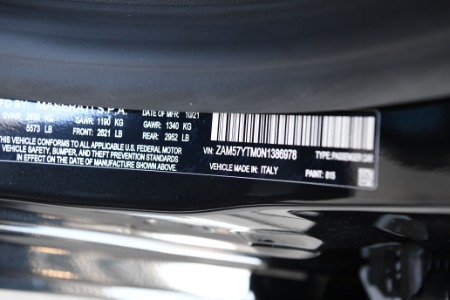 MFD BY DATE OF MFR: 10/21
GAWR: 1190 KG GAWR: 1340 KG
5573 LB FRONT: 2621 LB REAR: 2952 LB
THIS VEHICLE CONFORMS TO ALL APPLICABLE U.S. FEDERAL MOTOR
VEHICLE SAFETY, BUMPER, AND THEFT PREVENTION STANDARDS
IN EFFECT ON THE DATE OF MANUFACTURE SHOWN ABOVE.
VIN: ZAM57YTM0N1386978 TYPE: PASSENGER CAR
VEHICLE MADE IN: ITALY PAINT: 815